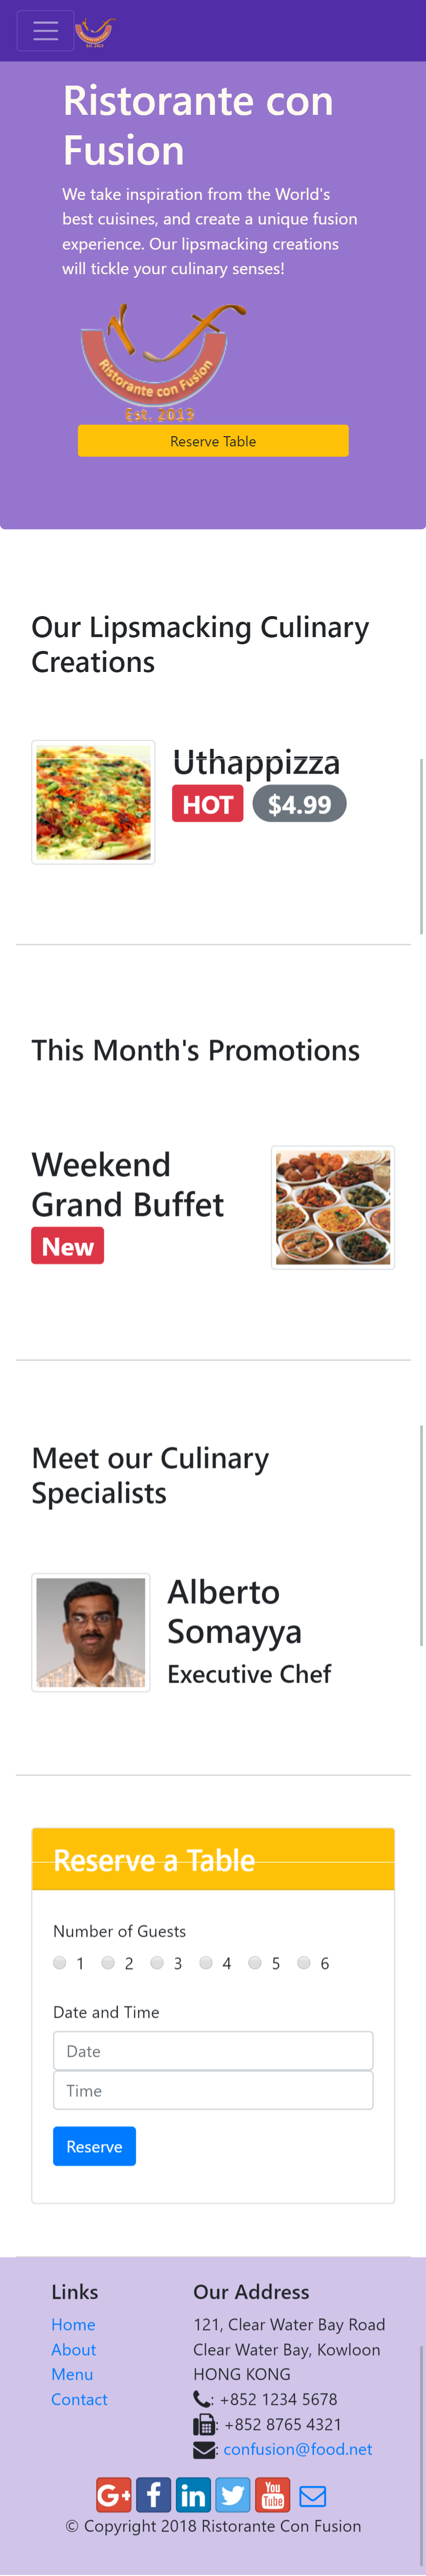 Est. 2013
Ristorante con
Fusion
We take inspiration from the World's
best cuisines, and create a unique fusion
experience. Our lipsmacking creations
will tickle your culinary senses!
Ristorante con Fusion
Est. 2013
Reserve Table
Our Lipsmacking Culinary
Creations
Uthappizza
HOT $4.99
This Month's Promotions
Weekend
Grand Buffet
New
Meet our Culinary
Specialists
Alberto
Somayya
Executive Chef
Reserve a Table
Number of Guests
1 2 3 4 5 6
Date and Time
Date
Time
Reserve
Links
Home
About
Menu
Contact
Our Address
121, Clear Water Bay Road
Clear Water Bay, Kowloon
HONG KONG
: +852 1234 5678
: +852 8765 4321
: confusion@food.net
G+ f in You Tube
© Copyright 2018 Ristorante Con Fusion